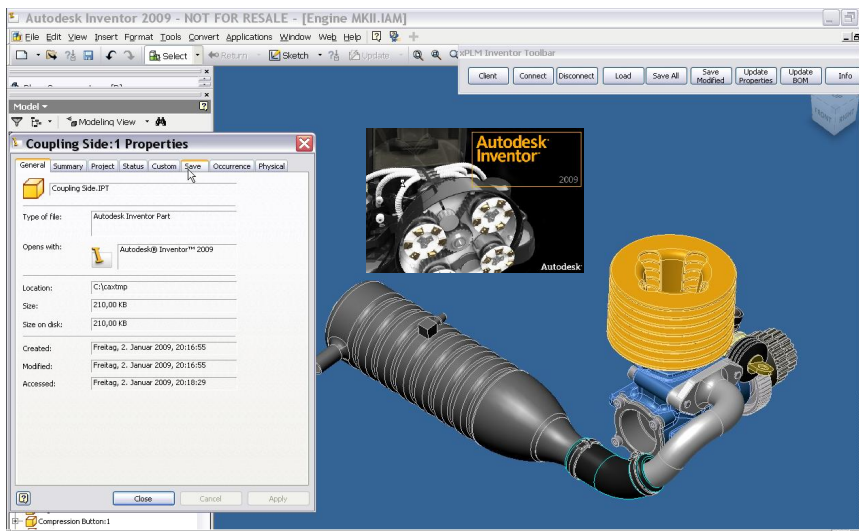 Autodesk Inventor 2009 - NOT FOR RESALE - [Engine MKII.IAM]
File Edit View Insert Format Tools Convert Applications Window Web Help
Select Return Sketch Update
xPLM Inventor Toolbar
Client Connect Disconnect Load Save All Save Modified Update Properties Update BOM Info
Model
Modeling View
FRONT RIGHT
Coupling Side:1 Properties
General Summary Project Status Custom Save Occurrence Physical
Coupling Side.IPT
Type of file: Autodesk Inventor Part
Opens with: Autodesk® Inventor™ 2009
Location: C:\caxtmp
Size: 210,00 KB
Size on disk: 210,00 KB
Created: Freitag, 2. Januar 2009, 20:16:55
Modified: Freitag, 2. Januar 2009, 20:16:55
Accessed: Freitag, 2. Januar 2009, 20:18:29
Close Cancel Apply
Compression Button:1
Autodesk
Inventor
2009
Autodesk